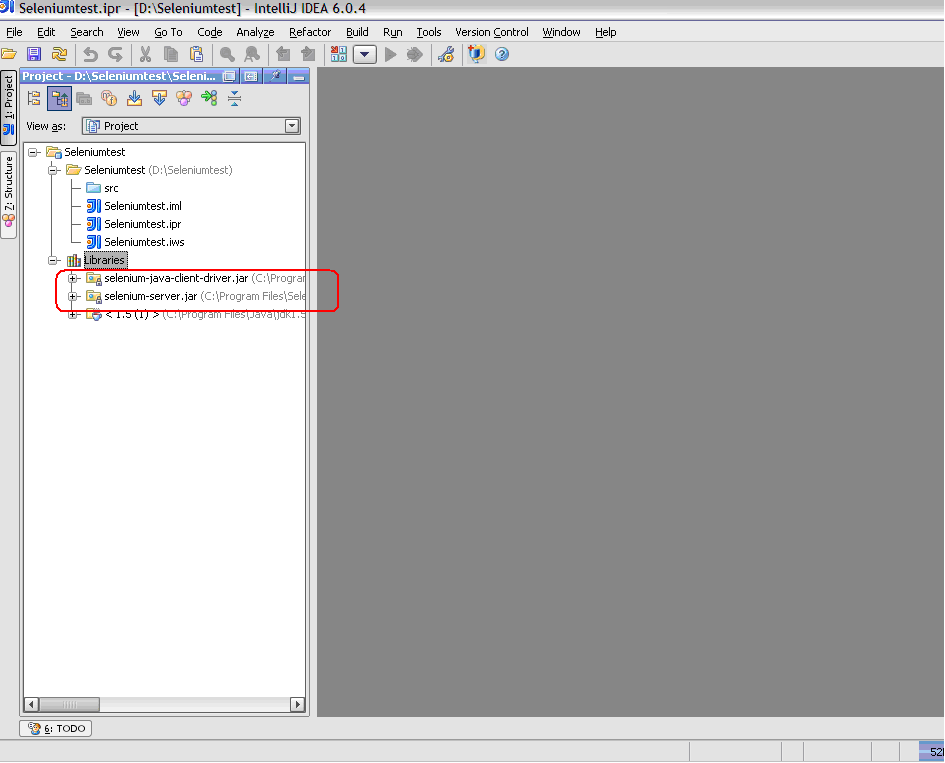 Seleniumtest.ipr - [D:\Seleniumtest] - IntelliJ IDEA 6.0.4
File Edit Search View Go To Code Analyze Refactor Build Run Tools Version Control Window Help
1: Project
Z: Structure
Project - D:\Seleniumtest\Seleni...
View as: Project
Seleniumtest
Seleniumtest (D:\Seleniumtest)
src
Seleniumtest.iml
Seleniumtest.ipr
Seleniumtest.iws
Libraries
selenium-java-client-driver.jar (C:\Program
selenium-server.jar (C:\Program Files\Sele
< 1.5 (1) > (C:\Program Files\Java\jdk1.5
6: TODO
52